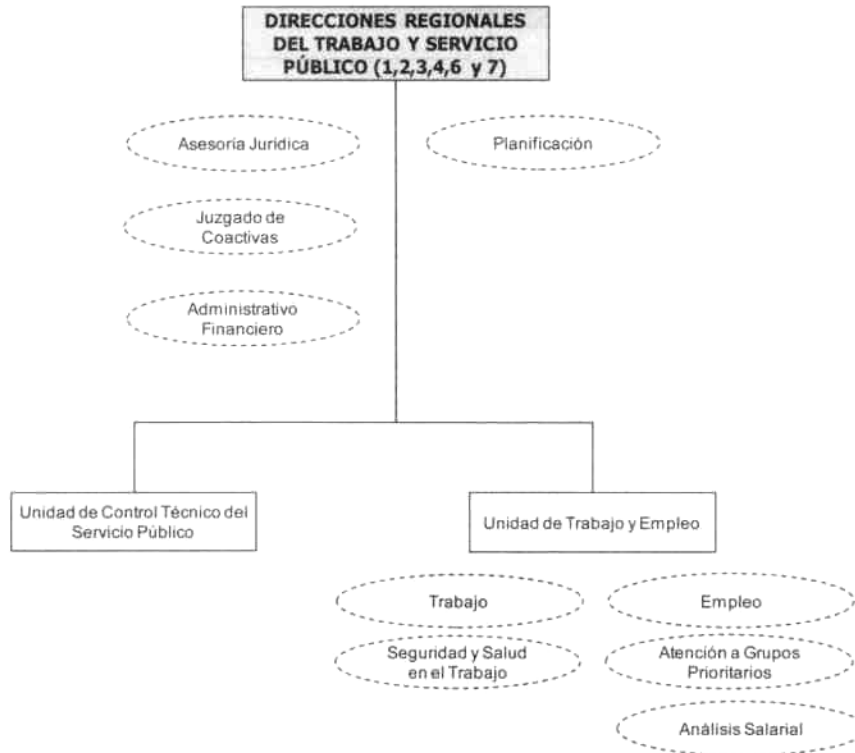 DIRECCIONES REGIONALES
DEL TRABAJO Y SERVICIO
PÚBLICO (1,2,3,4,6 y 7)
Asesoría Jurídica
Planificación
Juzgado de
Coactivas
Administrativo
Financiero
Unidad de Control Técnico del
Servicio Público
Unidad de Trabajo y Empleo
Trabajo
Empleo
Seguridad y Salud
en el Trabajo
Atención a Grupos
Prioritarios
Análisis Salarial